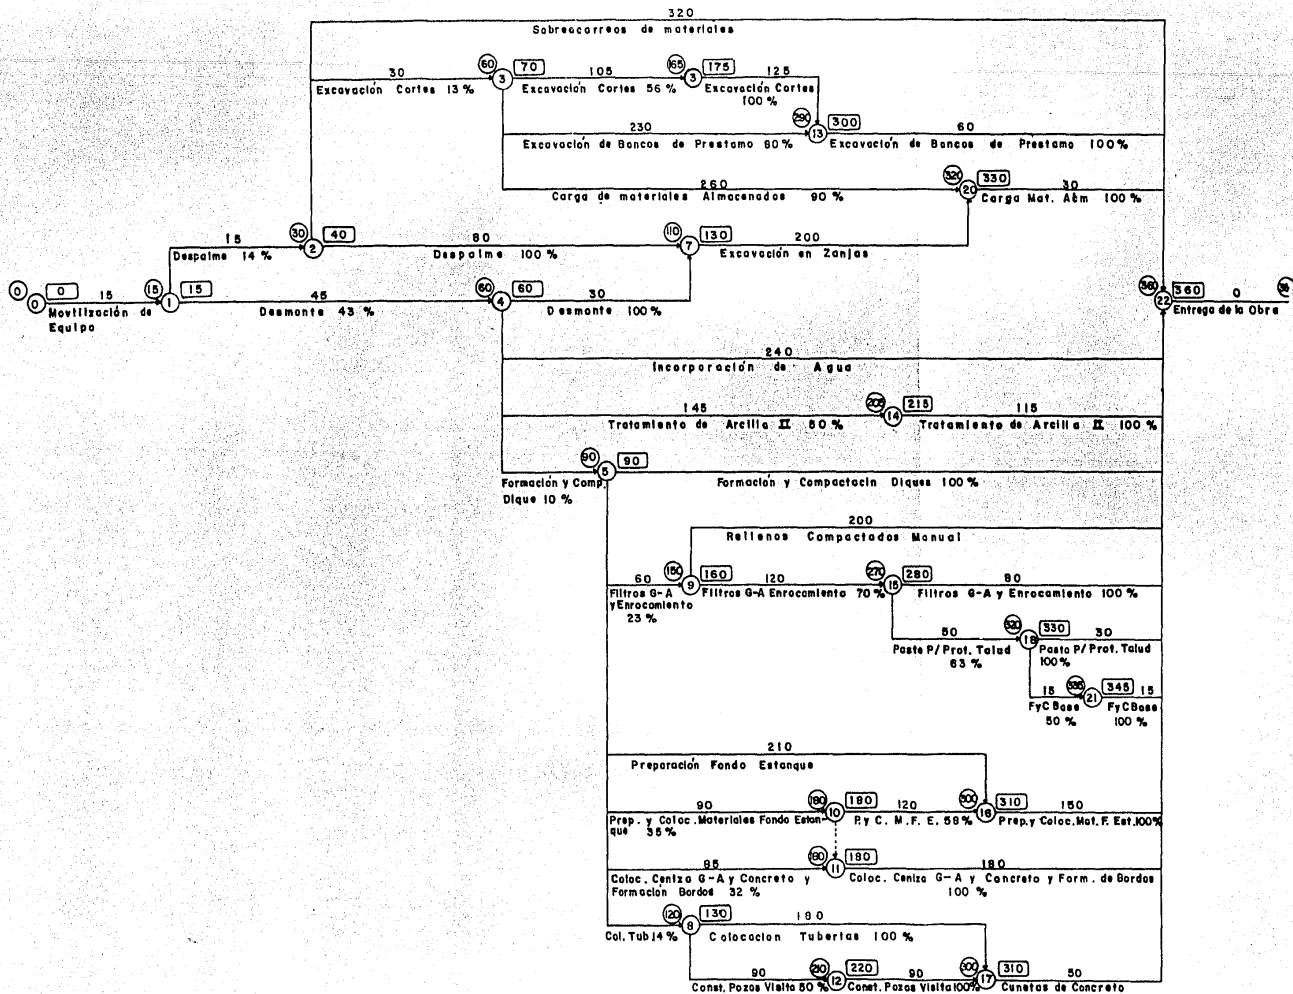 320
Sobreacarreos de materiales
30
60
3
70
105
165
3
175
125
Excavación Cortes 13 %
Excavación Cortes 56 %
Excavación Cortes
100 %
230
290
13
300
60
Excavación de Bancos de Prestamo 80%
Excavación de Bancos de Prestamo 100%
260
320
20
330
30
Carga de materiales Almacenados 90 %
Carga Mat. Atm 100 %
15
30
2
40
80
110
7
130
200
Despalme 14 %
Despalme 100 %
Excavación en Zanjas
0
0
0
15
15
1
15
45
60
4
60
30
360
22
360
0
Movilización de
Equipo
Desmonte 43 %
Desmonte 100%
Entrega de la Obra
240
Incorporación de Agua
145
205
14
215
115
Tratamiento de Arcilla II 50 %
Tratamiento de Arcilla II 100 %
90
5
90
Formación y Comp.
Dique 10 %
Formación y Compactacin Diques 100 %
200
Rellenos Compactados Manual
60
150
9
160
120
270
15
280
80
Filtros G-A
y Enrocamiento
23 %
Filtros G-A Enrocamiento 70 %
Filtros G-A y Enrocamiento 100 %
50
320
18
330
30
Pasto P/ Prot. Talud
63 %
Pasto P/ Prot. Talud
100 %
15
335
21
345
15
FyC Base
50 %
FyC Base
100 %
210
Preparación Fondo Estanque
90
180
10
180
120
300
16
310
150
Prep. y Coloc. Materiales Fondo Estan-
que 35 %
P. y C. M. F. E. 58 %
Prep. y Coloc. Mat. F. Est. 100%
85
180
11
180
180
Coloc. Ceniza G-A y Concreto y
Formación Bordos 32 %
Coloc. Ceniza G-A y Concreto y Form. de Bordos
100 %
120
8
130
180
Col. Tub. 14 %
Colocacion Tuberias 100 %
90
210
12
220
90
300
17
310
50
Const. Pozos Visita 50 %
Const. Pozos Visita 100%
Cunetas de Concreto